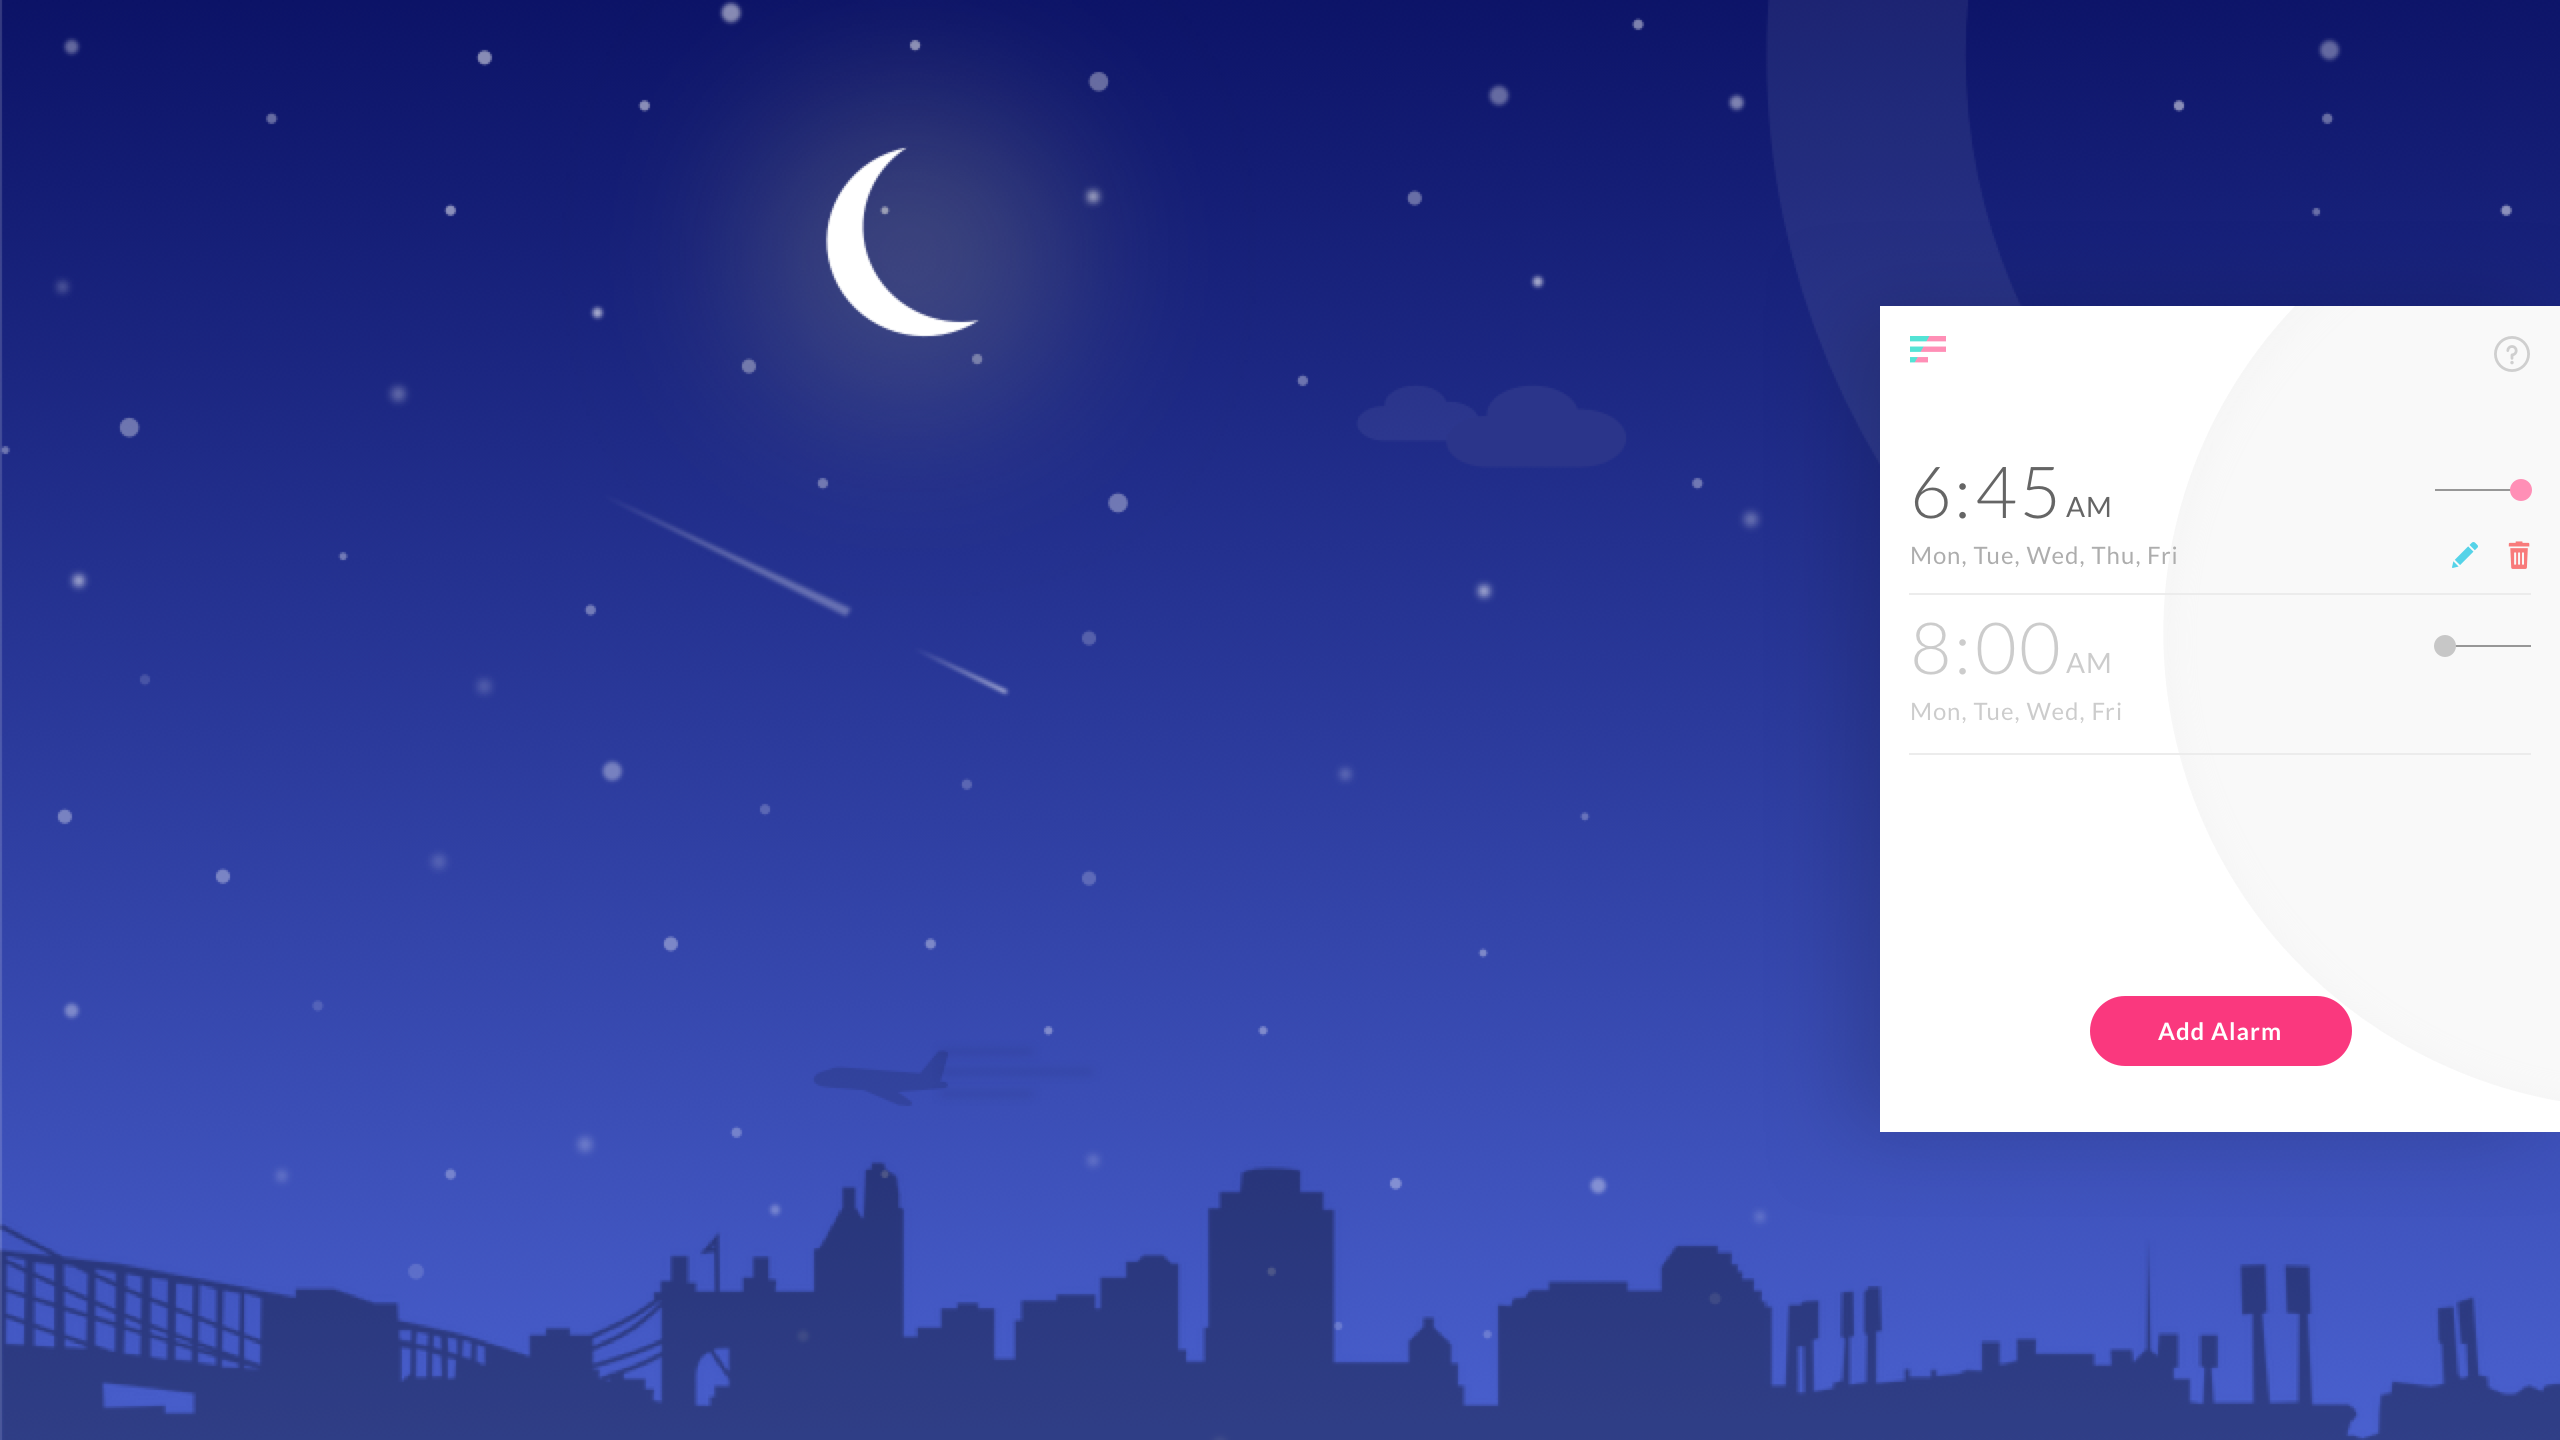 6:45 AM
Mon, Tue, Wed, Thu, Fri
8:00 AM
Mon, Tue, Wed, Fri
Add Alarm